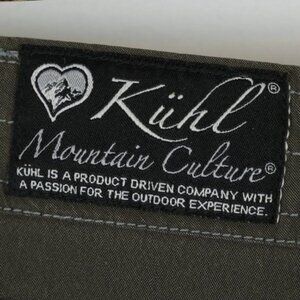 Kühl®
Mountain Culture®
KÜHL IS A PRODUCT DRIVEN COMPANY WITH
A PASSION FOR THE OUTDOOR EXPERIENCE.